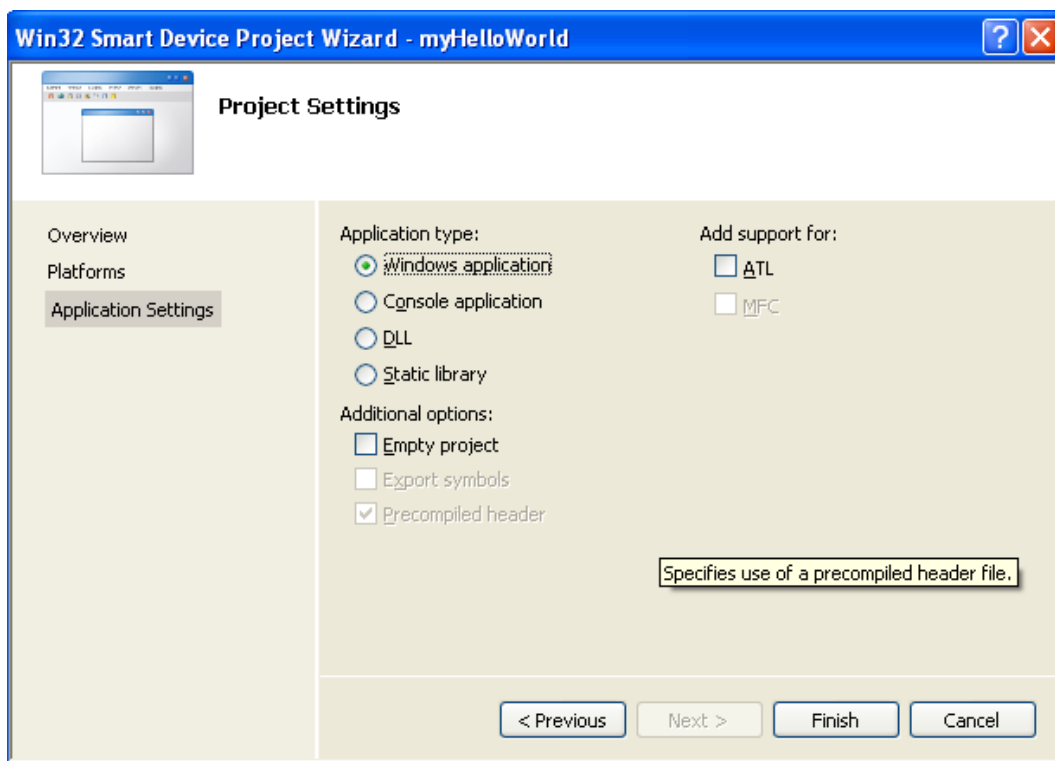 Win32 Smart Device Project Wizard - myHelloWorld
Project Settings
Overview
Platforms
Application Settings
Application type:
Windows application
Console application
DLL
Static library
Additional options:
Empty project
Export symbols
Precompiled header
Add support for:
ATL
MFC
Specifies use of a precompiled header file.
< Previous
Next >
Finish
Cancel